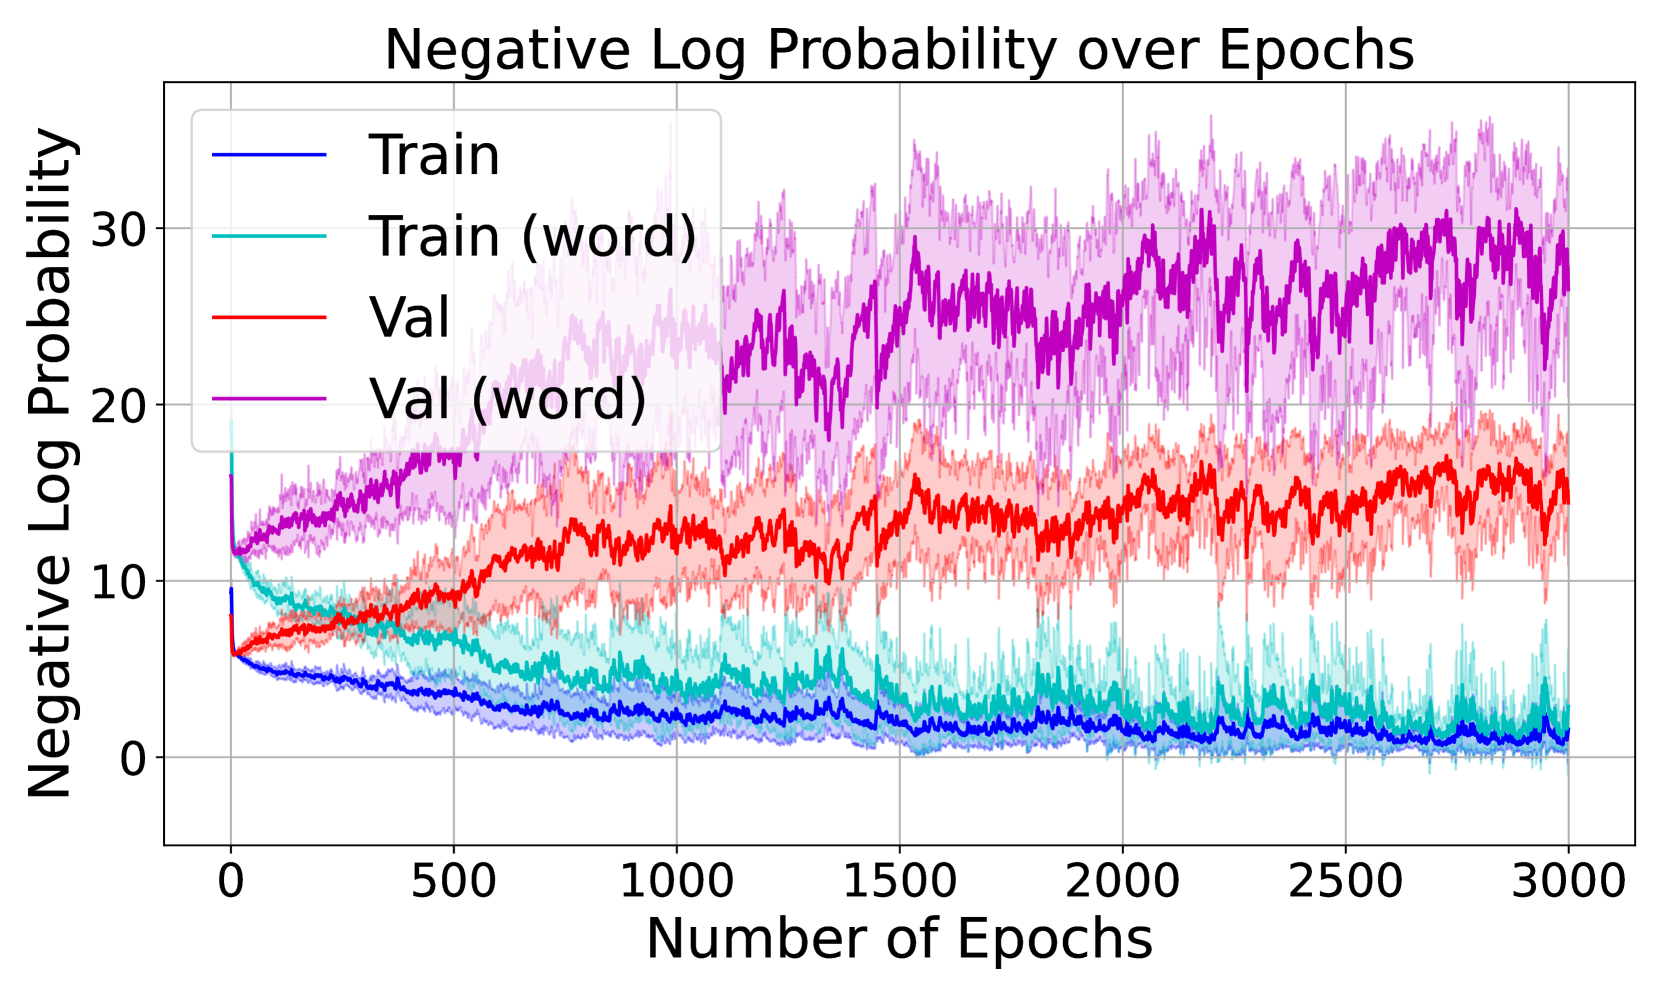 Negative Log Probability over Epochs
Negative Log Probability
30
20
10
0
Train
Train (word)
Val
Val (word)
0 500 1000 1500 2000 2500 3000
Number of Epochs